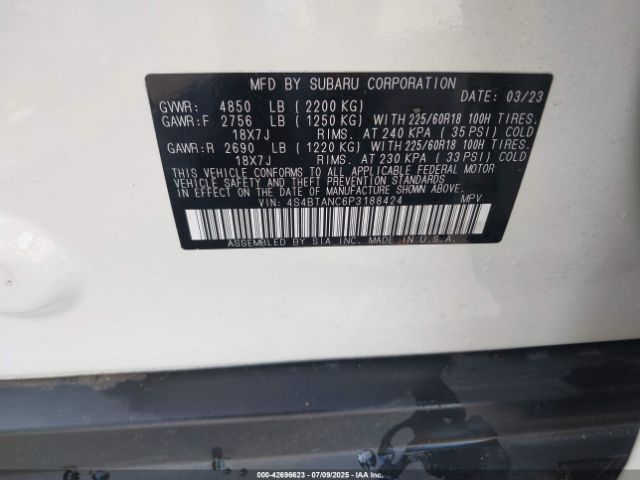 MFD BY SUBARU CORPORATION
DATE: 03/23
GVWR: 4850 LB (2200 KG)
GAWR:F 2756 LB (1250 KG) WITH 225/60R18 100H TIRES.
18X7J RIMS. AT 240 KPA (35 PSI) COLD
GAWR:R 2690 LB (1220 KG) WITH 225/60R18 100H TIRES.
18X7J RIMS. AT 230 KPA (33 PSI) COLD
THIS VEHICLE CONFORMS TO ALL APPLICABLE FEDERAL MOTOR
VEHICLE SAFETY AND THEFT PREVENTION STANDARDS
IN EFFECT ON THE DATE OF MANUFACTURE SHOWN ABOVE.
VIN: 4S4BTANC6P3188424 MPV
ASSEMBLED BY SIA INC. MADE IN U.S.A.
000-42696623 | 07/09/2025 | IAA Inc.